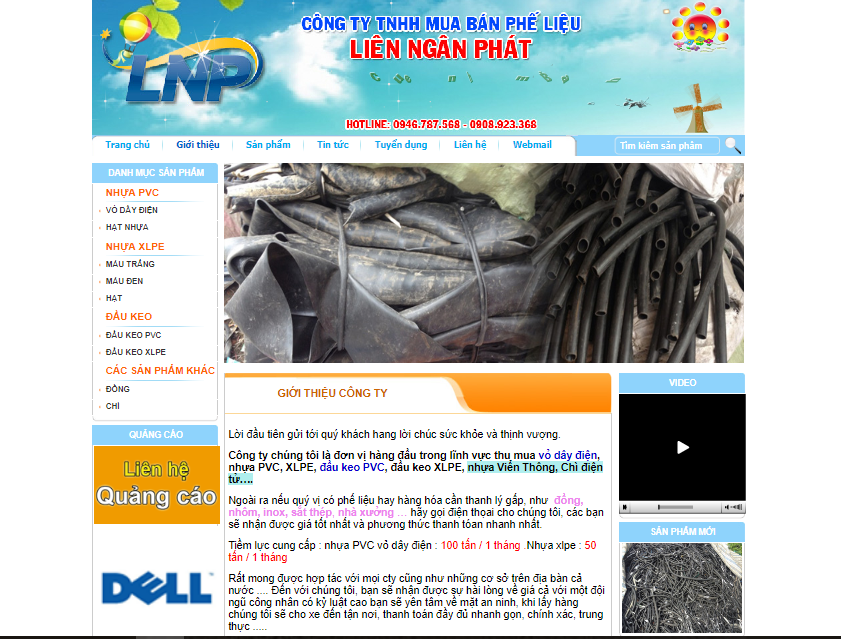 LNP
CÔNG TY TNHH MUA BÁN PHẾ LIỆU
LIÊN NGÂN PHÁT
HOTLINE: 0946.787.568 - 0908.923.368
Trang chủ
Giới thiệu
Sản phẩm
Tin tức
Tuyển dụng
Liên hệ
Webmail
Tìm kiếm sản phẩm
DANH MỤC SẢN PHẨM
NHỰA PVC
VỎ DÂY ĐIỆN
HẠT NHỰA
NHỰA XLPE
MÀU TRẮNG
MÀU ĐEN
HẠT
ĐẦU KEO
ĐẦU KEO PVC
ĐẦU KEO XLPE
CÁC SẢN PHẨM KHÁC
ĐỒNG
CHÌ
QUẢNG CÁO
Liên hệ
Quảng cáo
DELL
GIỚI THIỆU CÔNG TY
Lời đầu tiên gửi tới quý khách hang lời chúc sức khỏe và thịnh vượng.
Công ty chúng tôi là đơn vị hàng đầu trong lĩnh vực thu mua vỏ dây điện,
nhựa PVC, XLPE, đầu keo PVC, đầu keo XLPE, nhựa Viễn Thông, Chì điện
tử....
Ngoài ra nếu quý vị có phế liệu hay hàng hóa cần thanh lý gấp, như đồng,
nhôm, inox, sắt thép, nhà xưởng ... hãy gọi điện thoại cho chúng tôi, các bạn
sẽ nhận được giá tốt nhất và phương thức thanh tóan nhanh nhất.
Tiềm lực cung cấp : nhựa PVC vỏ dây điện : 100 tấn / 1 tháng .Nhựa xlpe : 50
tấn / 1 tháng
Rất mong được hợp tác với mọi cty cũng như những cơ sở trên địa bàn cả
nước .... Đến với chúng tôi, bạn sẽ nhận được sự hài lòng về giá cả với một đội
ngũ công nhân có kỷ luật cao bạn sẽ yên tâm về mặt an ninh, khi lấy hàng
chúng tôi sẽ cho xe đến tận nơi, thanh toán đầy đủ nhanh gọn, chính xác, trung
thực .....
VIDEO
SẢN PHẨM MỚI